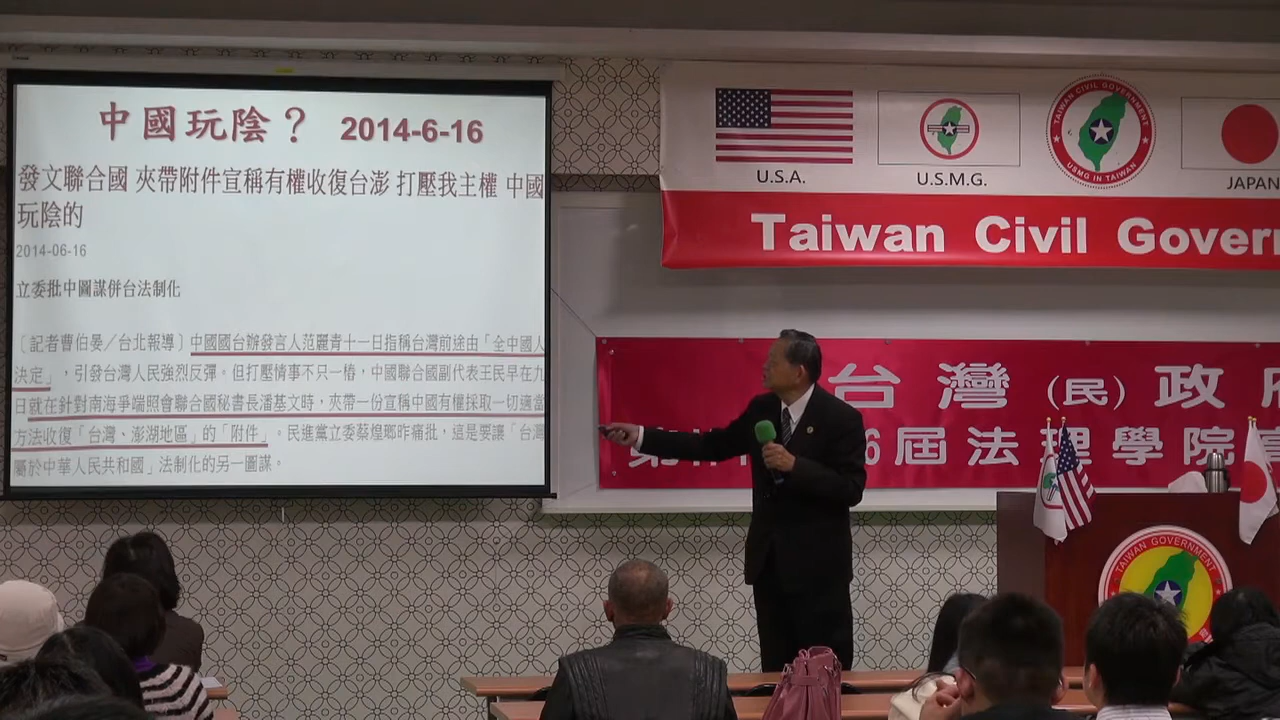 中國玩陰？ 2014-6-16
發文聯合國 夾帶附件宣稱有權收復台澎 打壓我主權 中國
玩陰的
2014-06-16
立委批中圖謀併台法制化
〔記者曹伯晏／台北報導〕中國國台辦發言人范麗青十一日指稱台灣前途由「全中國人
決定」，引發台灣人民強烈反彈。但打壓情事不只一樁，中國聯合國副代表王民早在九
日就在針對南海爭端照會聯合國秘書長潘基文時，夾帶一份宣稱中國有權採取一切適當
方法收復「台灣、澎湖地區」的「附件」。民進黨立委蔡煌瑯昨痛批，這是要讓「台灣
屬於中華人民共和國」法制化的另一圖謀。
U.S.A.
U.S.M.G.
TAIWAN CIVIL GOVERNMENT
USMG IN TAIWAN
JAPAN
Taiwan Civil Govern
台灣(民)政府
6屆法理學院
TAIWAN GOVERNMENT